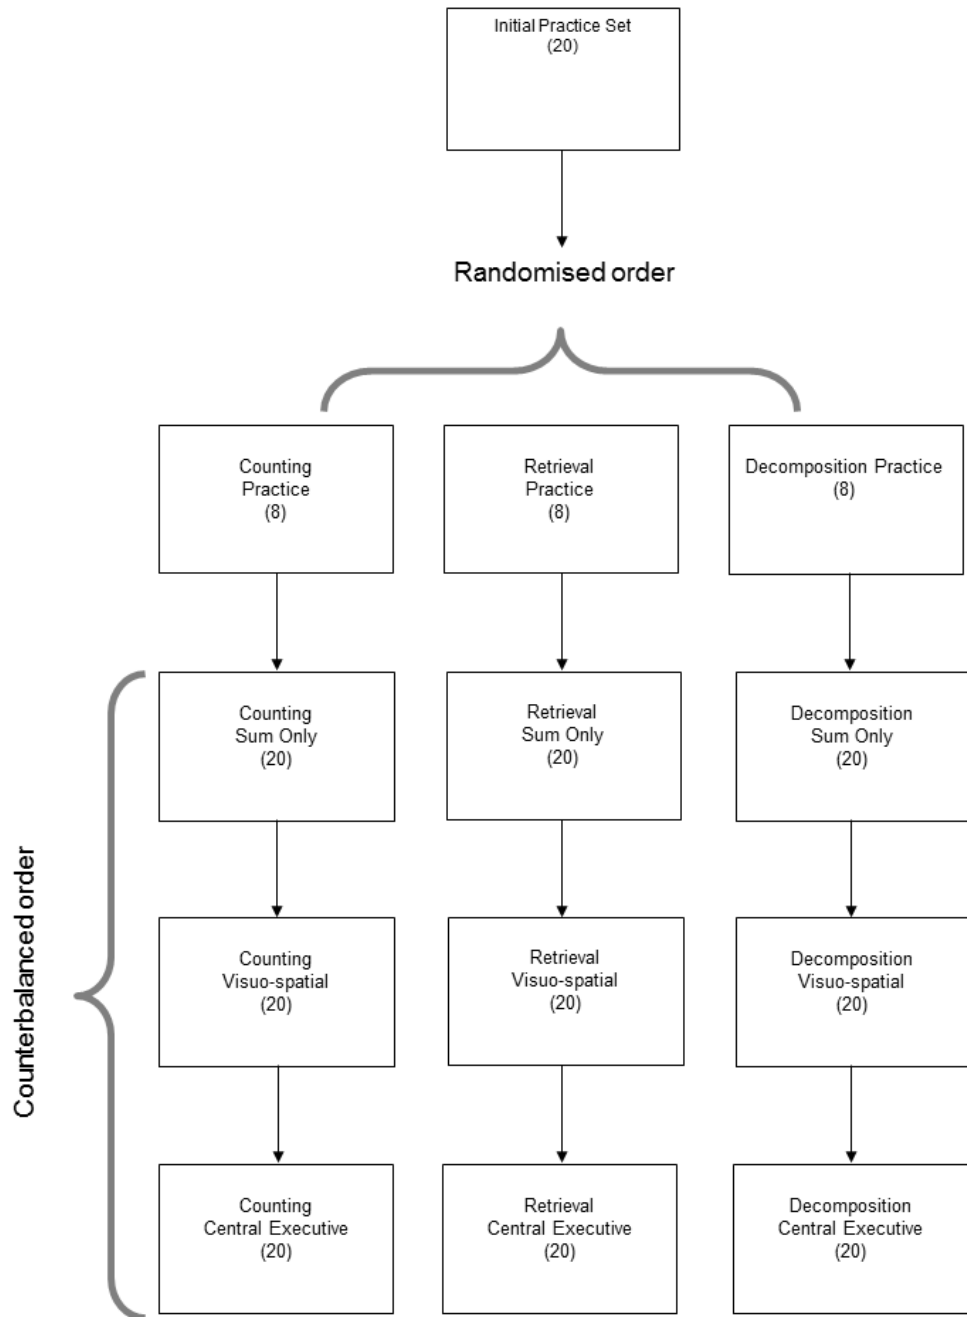 Initial Practice Set
(20)
Randomised order
Counting
Practice
(8)
Retrieval
Practice
(8)
Decomposition Practice
(8)
Counterbalanced order
Counting
Sum Only
(20)
Retrieval
Sum Only
(20)
Decomposition
Sum Only
(20)
Counting
Visuo-spatial
(20)
Retrieval
Visuo-spatial
(20)
Decomposition
Visuo-spatial
(20)
Counting
Central Executive
(20)
Retrieval
Central Executive
(20)
Decomposition
Central Executive
(20)